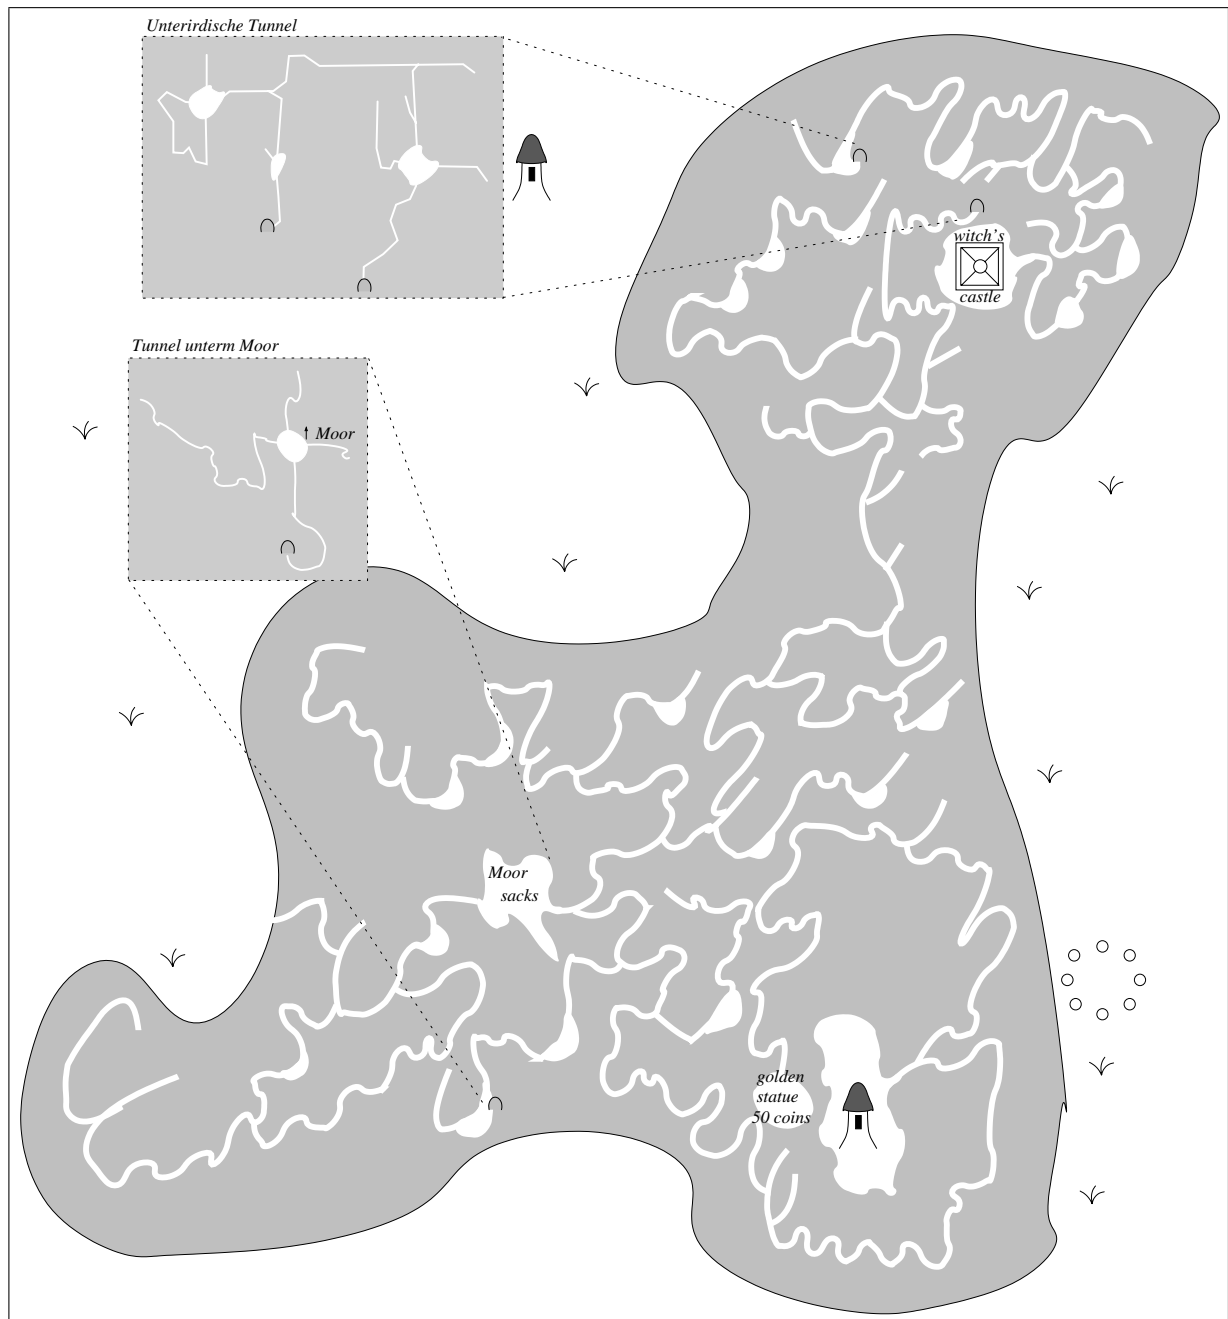 Unterirdische Tunnel
witch's
castle
Tunnel unterm Moor
Moor
Moor
sacks
golden
statue
50 coins